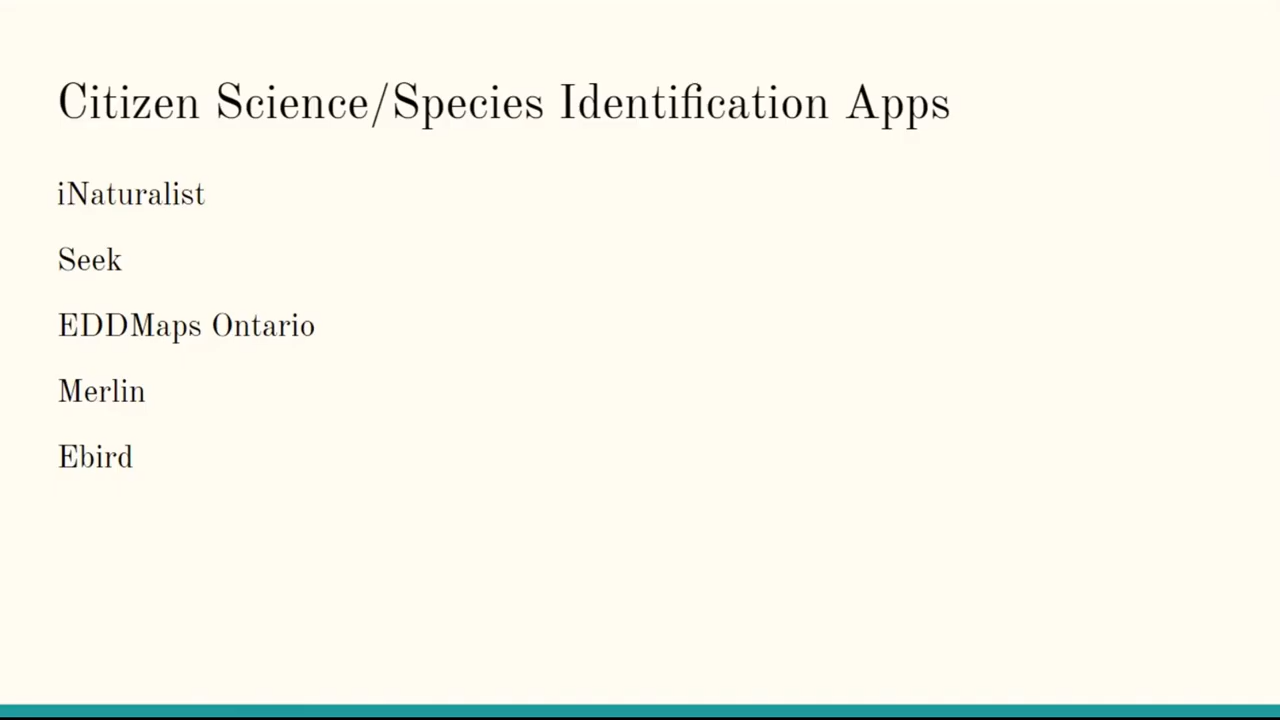 Citizen Science/Species Identification Apps
iNaturalist
Seek
EDDMaps Ontario
Merlin
Ebird